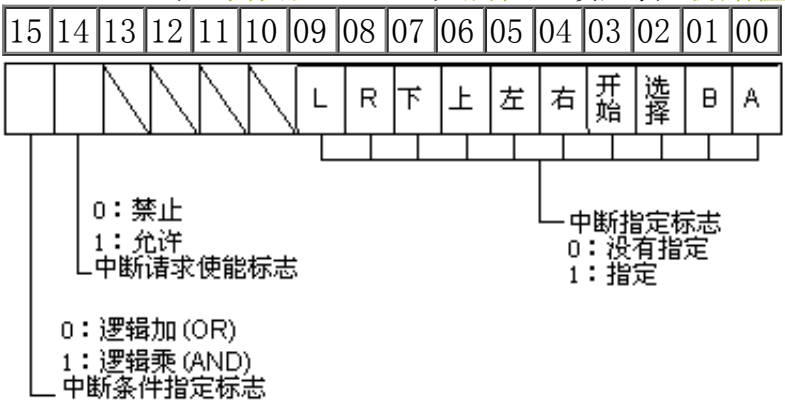 15 14 13 12 11 10 09 08 07 06 05 04 03 02 01 00
L R 下 上 左 右 开始 选择 B A
0：禁止
1：允许
中断请求使能标志
中断指定标志
0：没有指定
1：指定
0：逻辑加(OR)
1：逻辑乘(AND)
中断条件指定标志